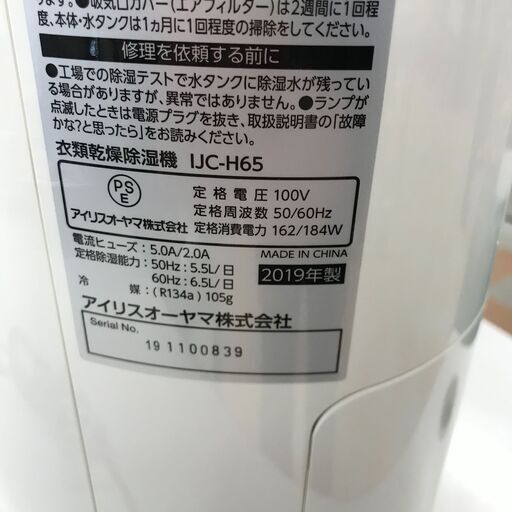 ります。●吸気口カバー(エアフィルター)は2週間に1回程
度、本体・水タンクは1ヵ月に1回程度の掃除をしてください。
修理を依頼する前に
●工場での除湿テストで水タンクに除湿水が残ってい
る場合がありますが、異常ではありません。●ランプが
点滅したときは電源プラグを抜き、取扱説明書の「故障
かな?と思ったら」をお読みください。
衣類乾燥除湿機 IJC-H65
PS
E
アイリスオーヤマ株式会社
定格電圧 100V
定格周波数 50/60Hz
定格消費電力 162/184W
電流ヒューズ:5.0A/2.0A
MADE IN CHINA
定格除湿能力:50Hz:5.5L/日
60Hz:6.5L/日
2019年製
冷 媒:(R134a)105g
アイリスオーヤマ株式会社
Serial No.
191100839